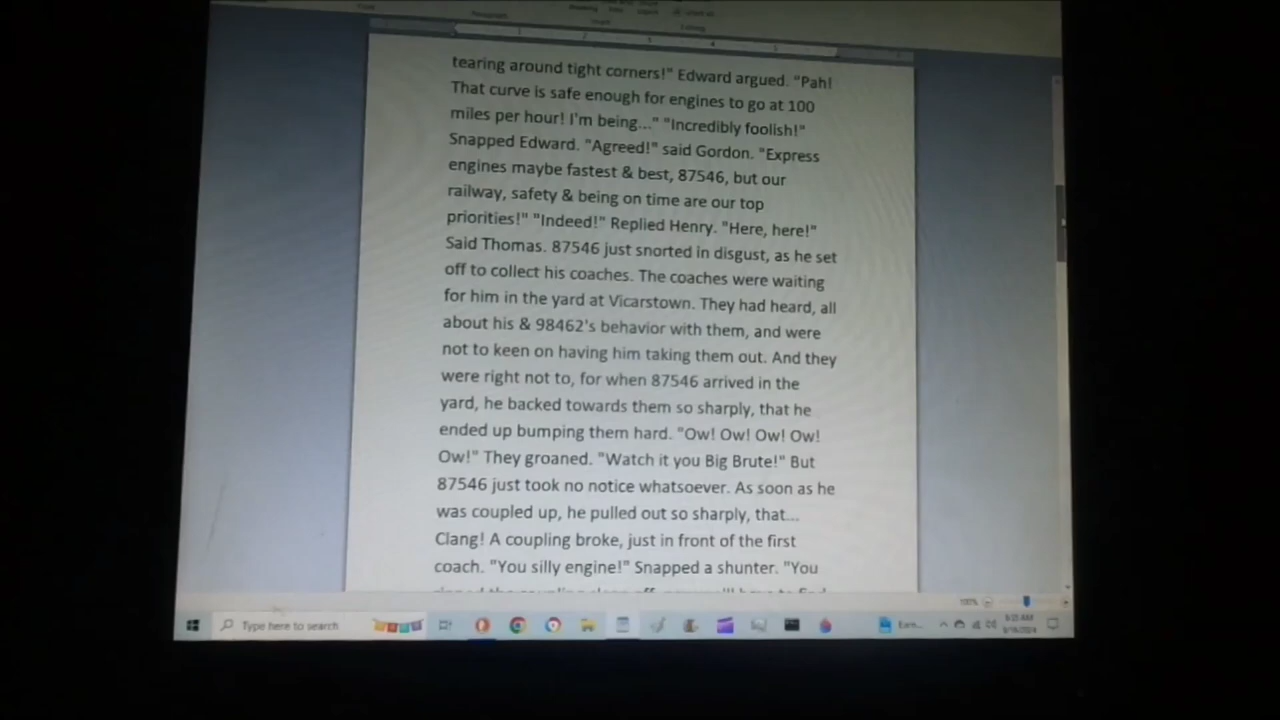 tearing around tight corners!" Edward argued. "Pah!
That curve is safe enough for engines to go at 100
miles per hour! I'm being..." "Incredibly foolish!"
Snapped Edward. "Agreed!" said Gordon. "Express
engines maybe fastest & best, 87546, but our
railway, safety & being on time are our top
priorities!" "Indeed!" Replied Henry. "Here, here!"
Said Thomas. 87546 just snorted in disgust, as he set
off to collect his coaches. The coaches were waiting
for him in the yard at Vicarstown. They had heard, all
about his & 98462's behavior with them, and were
not to keen on having him taking them out. And they
were right not to, for when 87546 arrived in the
yard, he backed towards them so sharply, that he
ended up bumping them hard. "Ow! Ow! Ow! Ow!
Ow!" They groaned. "Watch it you Big Brute!" But
87546 just took no notice whatsoever. As soon as he
was coupled up, he pulled out so sharply, that...
Clang! A coupling broke, just in front of the first
coach. "You silly engine!" Snapped a shunter. "You
100%
Type here to search